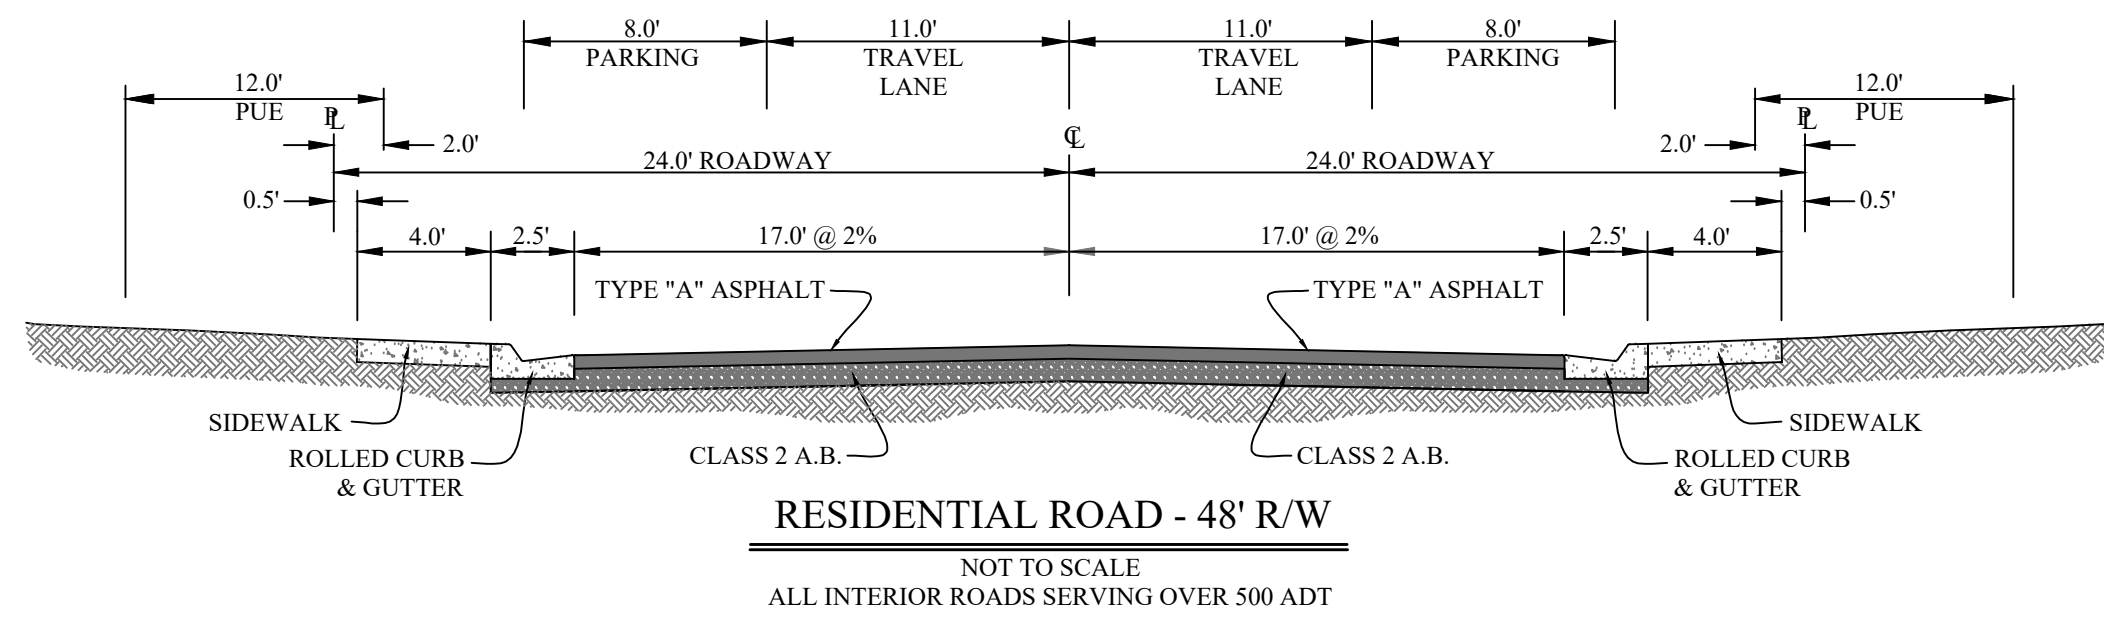 8.0' 11.0' 11.0' 8.0'
PARKING TRAVEL TRAVEL PARKING
LANE LANE
12.0' 12.0'
PUE PUE
PL PL
2.0' CL 2.0'
24.0' ROADWAY 24.0' ROADWAY
0.5' 0.5'
4.0' 2.5' 17.0' @ 2% 17.0' @ 2% 2.5' 4.0'
TYPE "A" ASPHALT TYPE "A" ASPHALT
SIDEWALK SIDEWALK
ROLLED CURB CLASS 2 A.B. CLASS 2 A.B. ROLLED CURB
& GUTTER & GUTTER
RESIDENTIAL ROAD - 48' R/W
NOT TO SCALE
ALL INTERIOR ROADS SERVING OVER 500 ADT